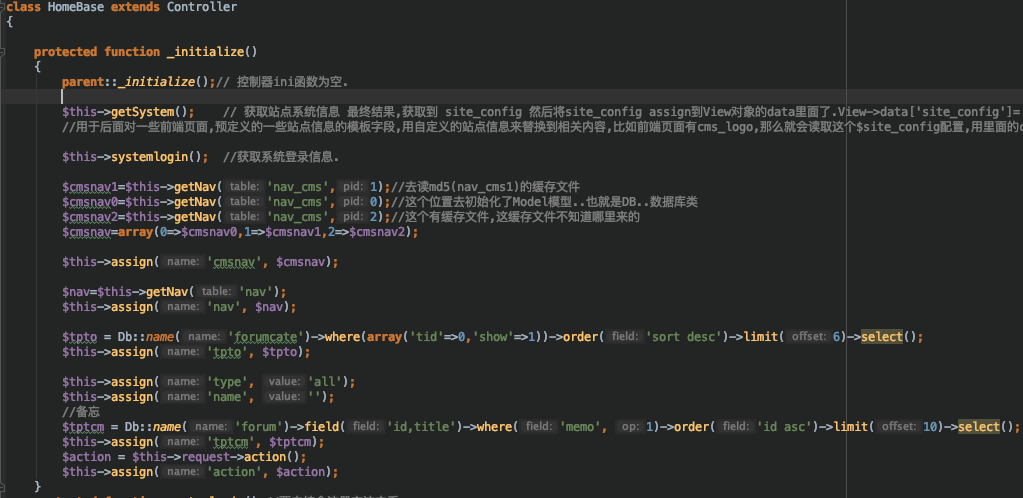 class HomeBase extends Controller
{
protected function _initialize()
{
parent::_initialize();// 控制器ini函数为空.
$this->getSystem();    // 获取站点系统信息 最终结果,获取到 site_config 然后将site_config assign到View对象的data里面了.View->data['site_config']=
//用于后面对一些前端页面,预定义的一些站点信息的模板字段,用自定义的站点信息来替换到相关内容,比如前端页面有cms_logo,那么就会读取这个$site_config配置,用里面的
$this->systemlogin();  //获取系统登录信息.
$cmsnav1=$this->getNav( table: 'nav_cms', pid: 1);//去读md5(nav_cms1)的缓存文件
$cmsnav0=$this->getNav( table: 'nav_cms', pid: 0);//这个位置去初始化了Model模型..也就是DB..数据库类
$cmsnav2=$this->getNav( table: 'nav_cms', pid: 2);//这个有缓存文件,这缓存文件不知道哪里来的
$cmsnav=array(0=>$cmsnav0,1=>$cmsnav1,2=>$cmsnav2);
$this->assign( name: 'cmsnav', $cmsnav);
$nav=$this->getNav( table: 'nav');
$this->assign( name: 'nav', $nav);
$tpto = Db::name( name: 'forumcate')->where(array('tid'=>0,'show'=>1))->order( field: 'sort desc')->limit( offset: 6)->select();
$this->assign( name: 'tpto', $tpto);
$this->assign( name: 'type', value: 'all');
$this->assign( name: 'name', value: '');
//备忘
$tptcm = Db::name( name: 'forum')->field( field: 'id,title')->where( field: 'memo', op: 1)->order( field: 'id asc')->limit( offset: 10)->select();
$this->assign( name: 'tptcm', $tptcm);
$action = $this->request->action();
$this->assign( name: 'action', $action);
}